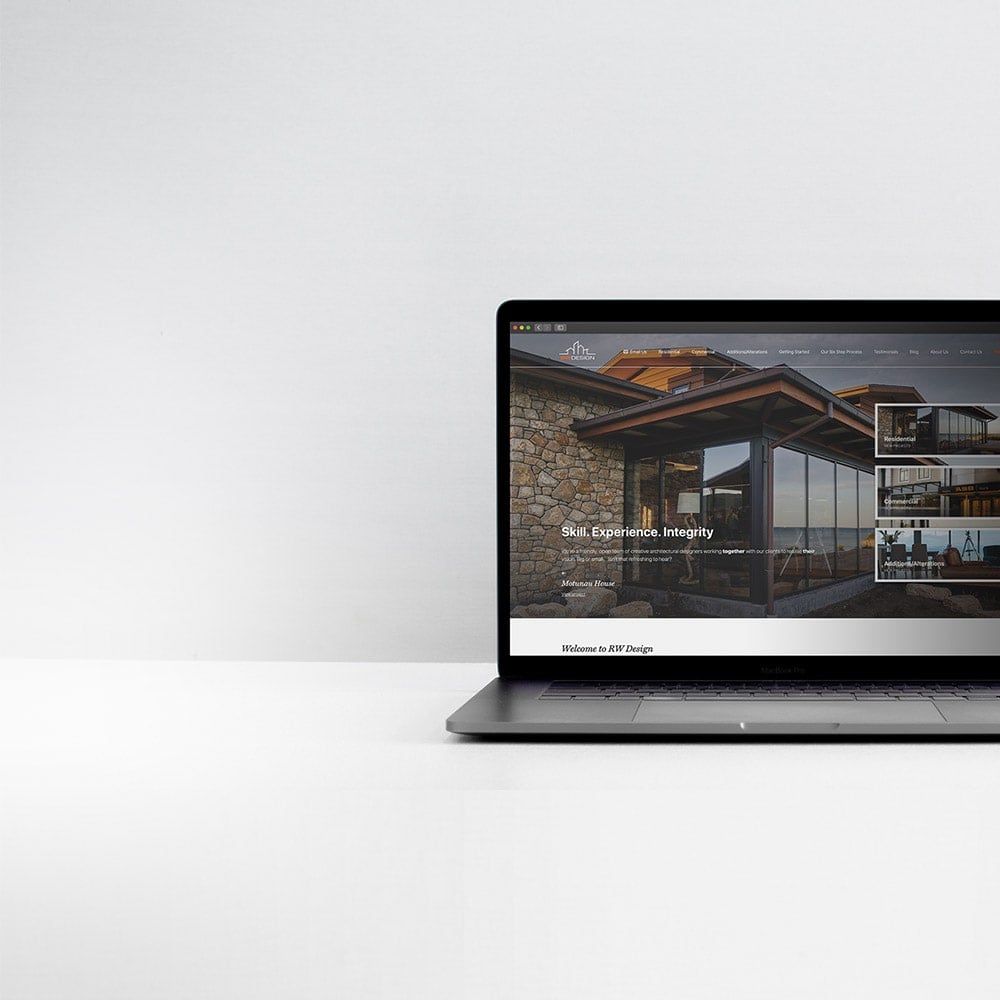 RW DESIGN
Email Us Residential Commercial Additions/Alterations Getting Started Our Six Step Process Testimonials Blog About Us Contact Us
Residential
Commercial
ASB
Additions/Alterations
Skill. Experience. Integrity
We're a friendly, open team of creative architectural designers working together with our clients to realise their
vision. Big or small. Isn't that refreshing to hear?
Motunau House
Welcome to RW Design
MacBook Pro